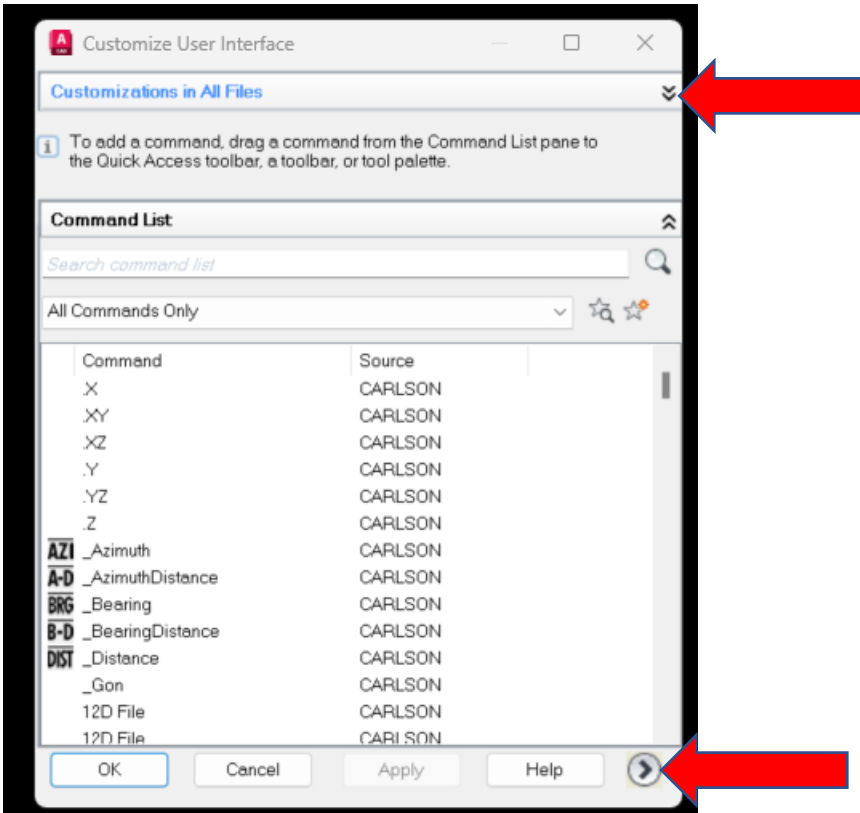 A
CAD
Customize User Interface
Customizations in All Files
i
To add a command, drag a command from the Command List pane to
the Quick Access toolbar, a toolbar, or tool palette.
Command List
Search command list
All Commands Only
Command Source
.X CARLSON
.XY CARLSON
.XZ CARLSON
.Y CARLSON
.YZ CARLSON
.Z CARLSON
AZI _Azimuth CARLSON
A-D _AzimuthDistance CARLSON
BRG _Bearing CARLSON
B-D _BearingDistance CARLSON
DIST _Distance CARLSON
_Gon CARLSON
12D File CARLSON
12D File CARLSON
OK Cancel Apply Help